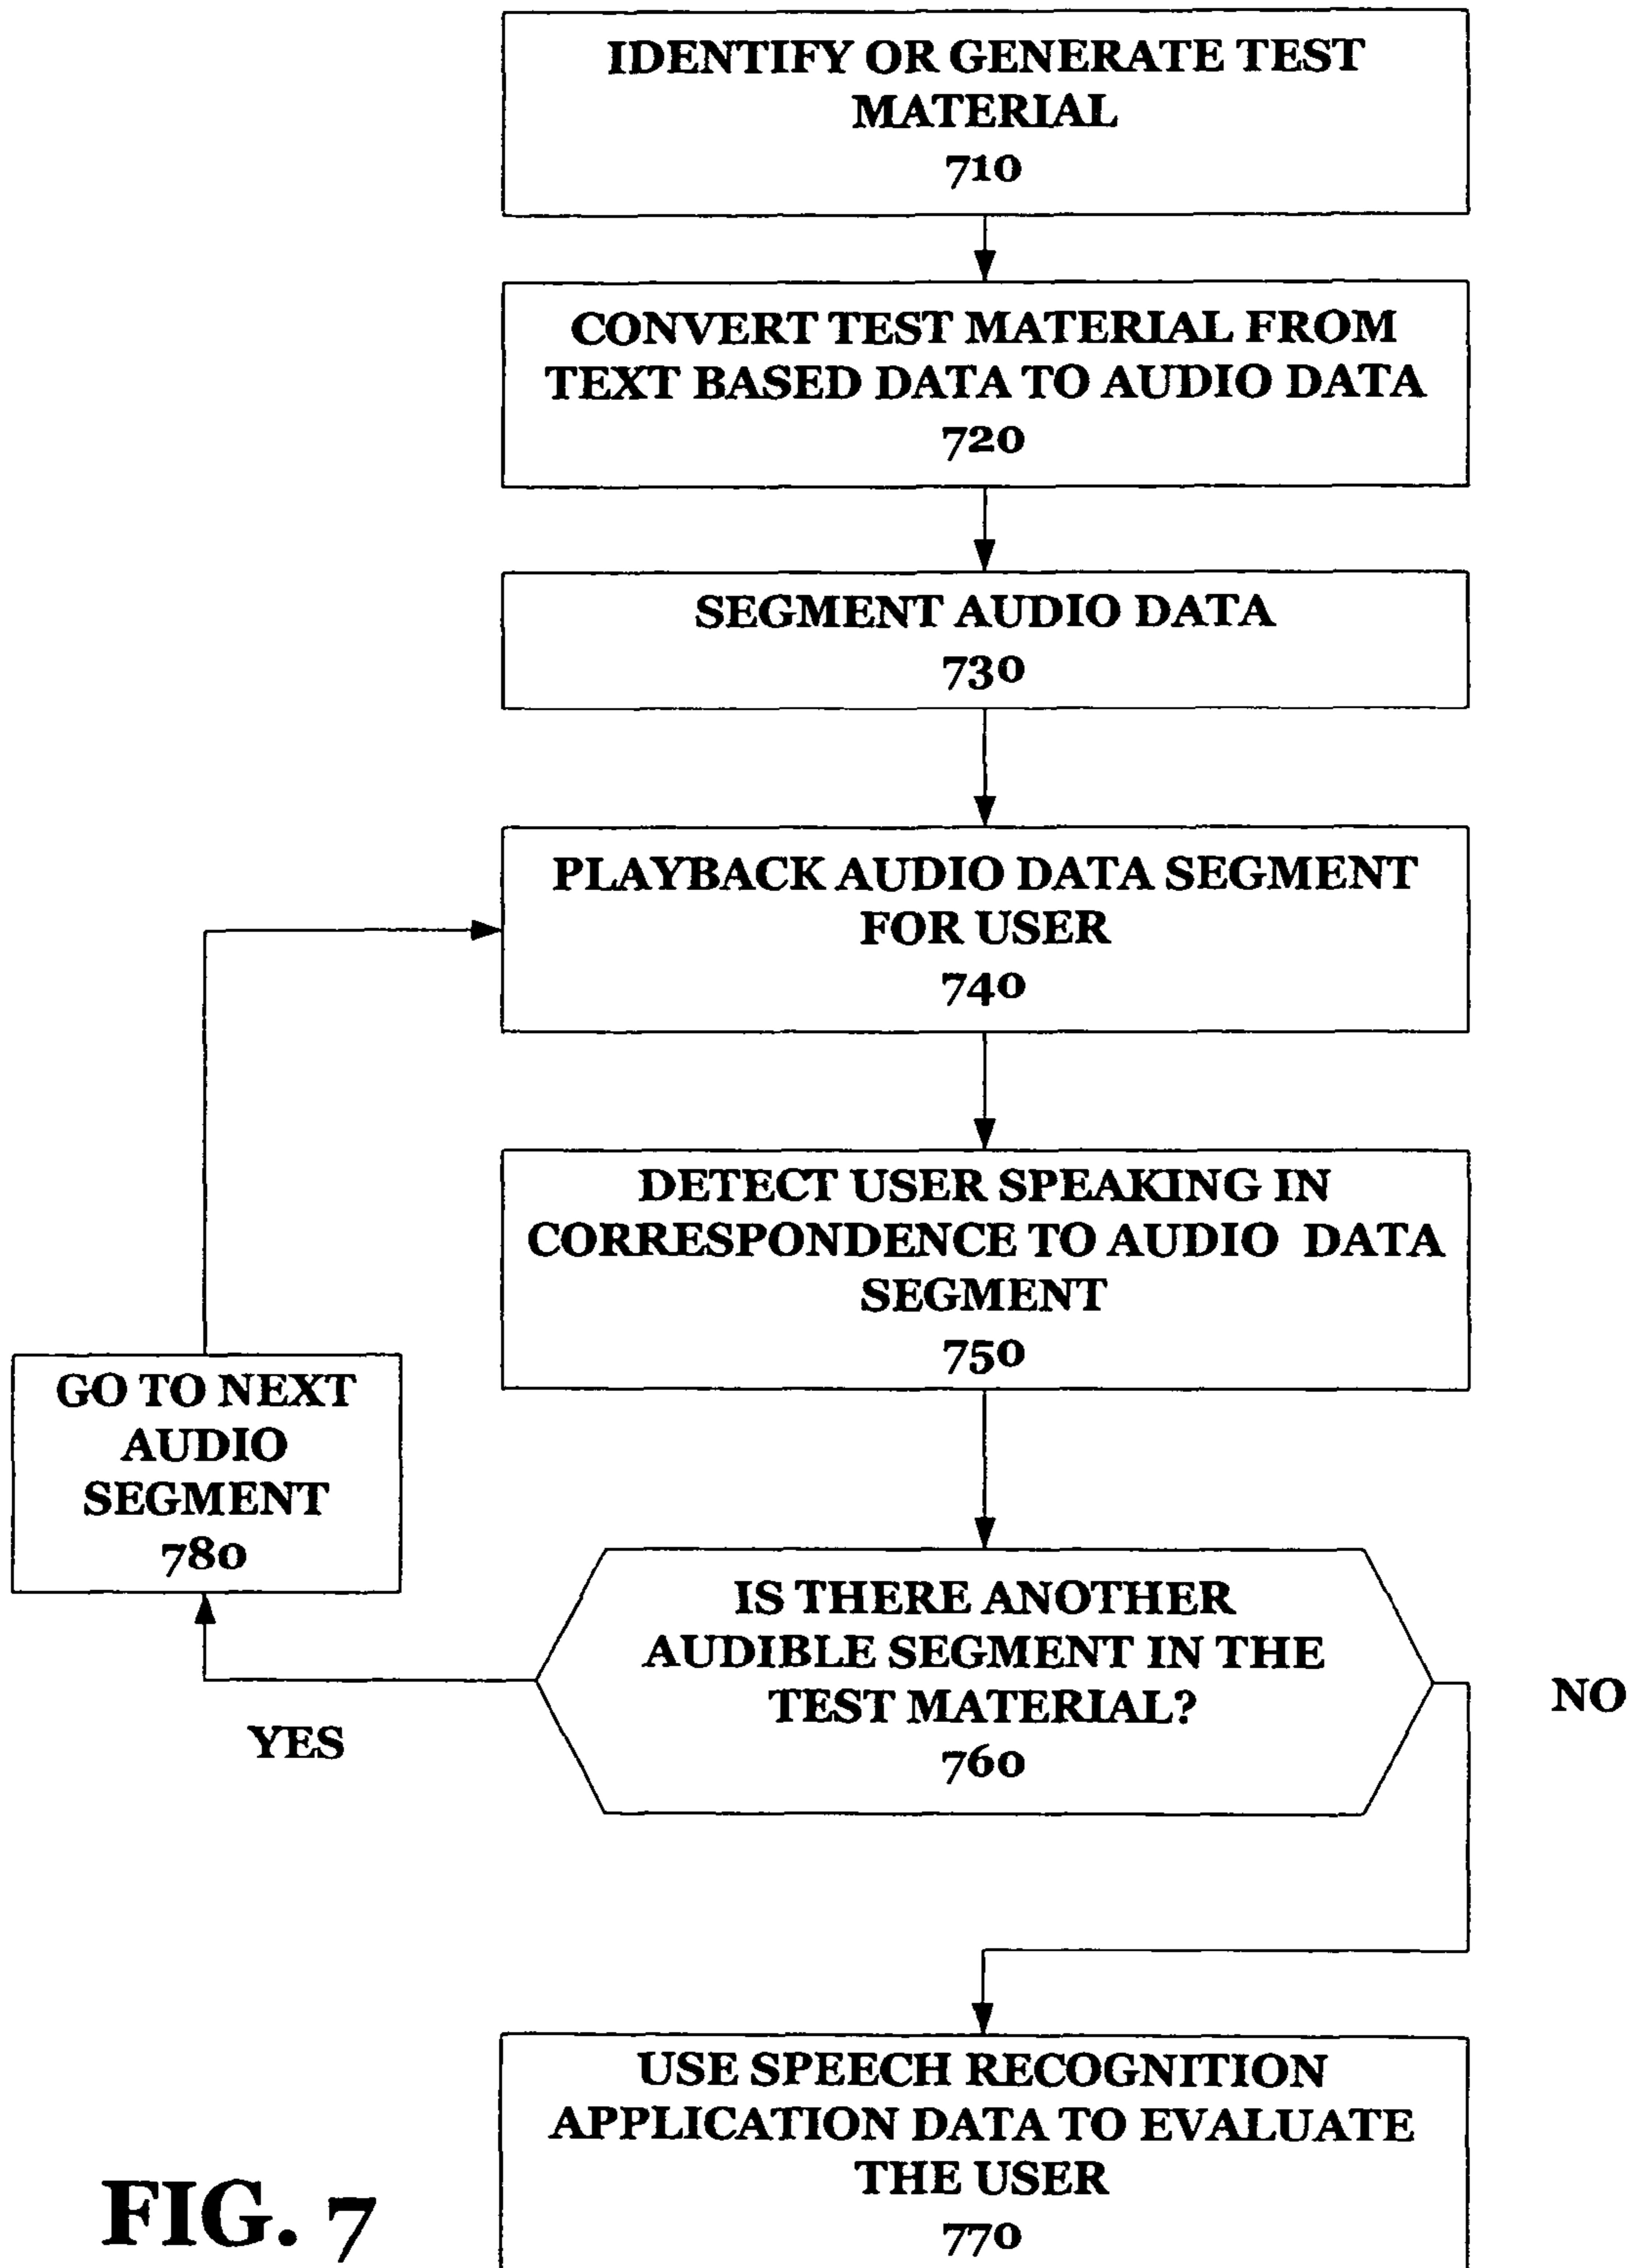 IDENTIFY OR GENERATE TEST
MATERIAL
710
CONVERT TEST MATERIAL FROM
TEXT BASED DATA TO AUDIO DATA
720
SEGMENT AUDIO DATA
730
PLAYBACK AUDIO DATA SEGMENT
FOR USER
740
DETECT USER SPEAKING IN
CORRESPONDENCE TO AUDIO DATA
SEGMENT
750
GO TO NEXT
AUDIO
SEGMENT
780
IS THERE ANOTHER
AUDIBLE SEGMENT IN THE
TEST MATERIAL?
760
YES
NO
USE SPEECH RECOGNITION
APPLICATION DATA TO EVALUATE
THE USER
770
FIG. 7